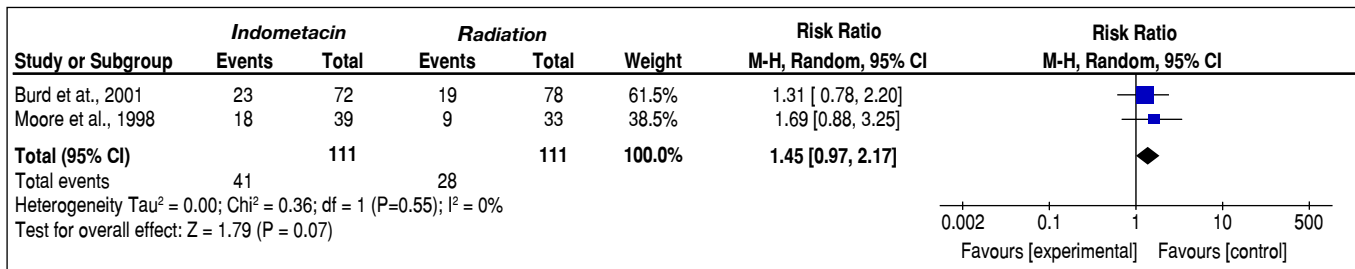 Indometacin Radiation Risk Ratio Risk Ratio
Study or Subgroup Events Total Events Total Weight M-H, Random, 95% CI M-H, Random, 95% CI
Burd et at., 2001 23 72 19 78 61.5% 1.31 [ 0.78, 2.20]
Moore et al., 1998 18 39 9 33 38.5% 1.69 [0.88, 3.25]
Total (95% CI) 111 111 100.0% 1.45 [0.97, 2.17]
Total events 41 28
Heterogeneity Tau² = 0.00; Chi² = 0.36; df = 1 (P=0.55); I² = 0%
Test for overall effect: Z = 1.79 (P = 0.07)
0.002 0.1 1 10 500
Favours [experimental] Favours [control]